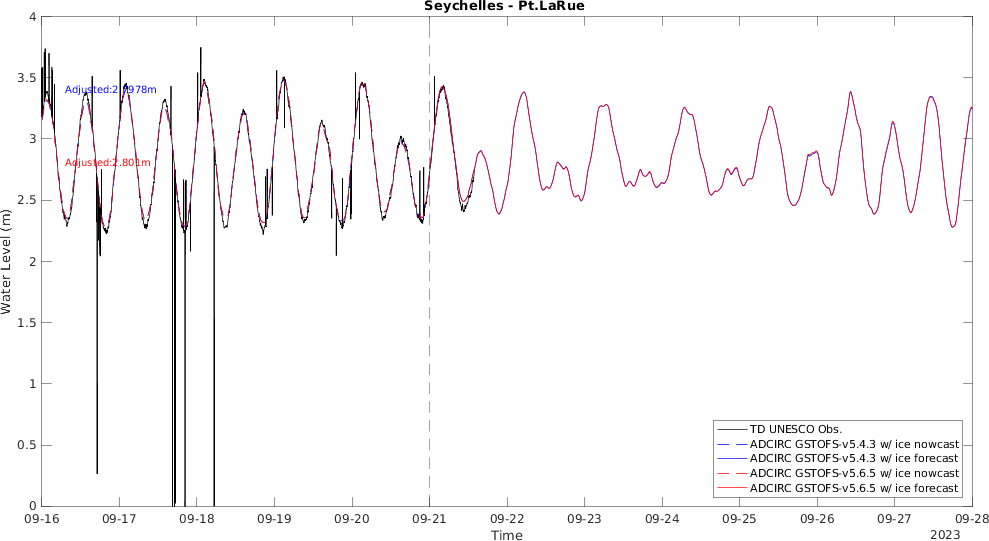 Seychelles - Pt.LaRue
Water Level (m)
4
3.5
3
2.5
2
1.5
1
0.5
0
Adjusted:2.7978m
Adjusted:2.801m
TD UNESCO Obs.
ADCIRC GSTOFS-v5.4.3 w/ ice nowcast
ADCIRC GSTOFS-v5.4.3 w/ ice forecast
ADCIRC GSTOFS-v5.6.5 w/ ice nowcast
ADCIRC GSTOFS-v5.6.5 w/ ice forecast
09-16 09-17 09-18 09-19 09-20 09-21 09-22 09-23 09-24 09-25 09-26 09-27 09-28
Time
2023